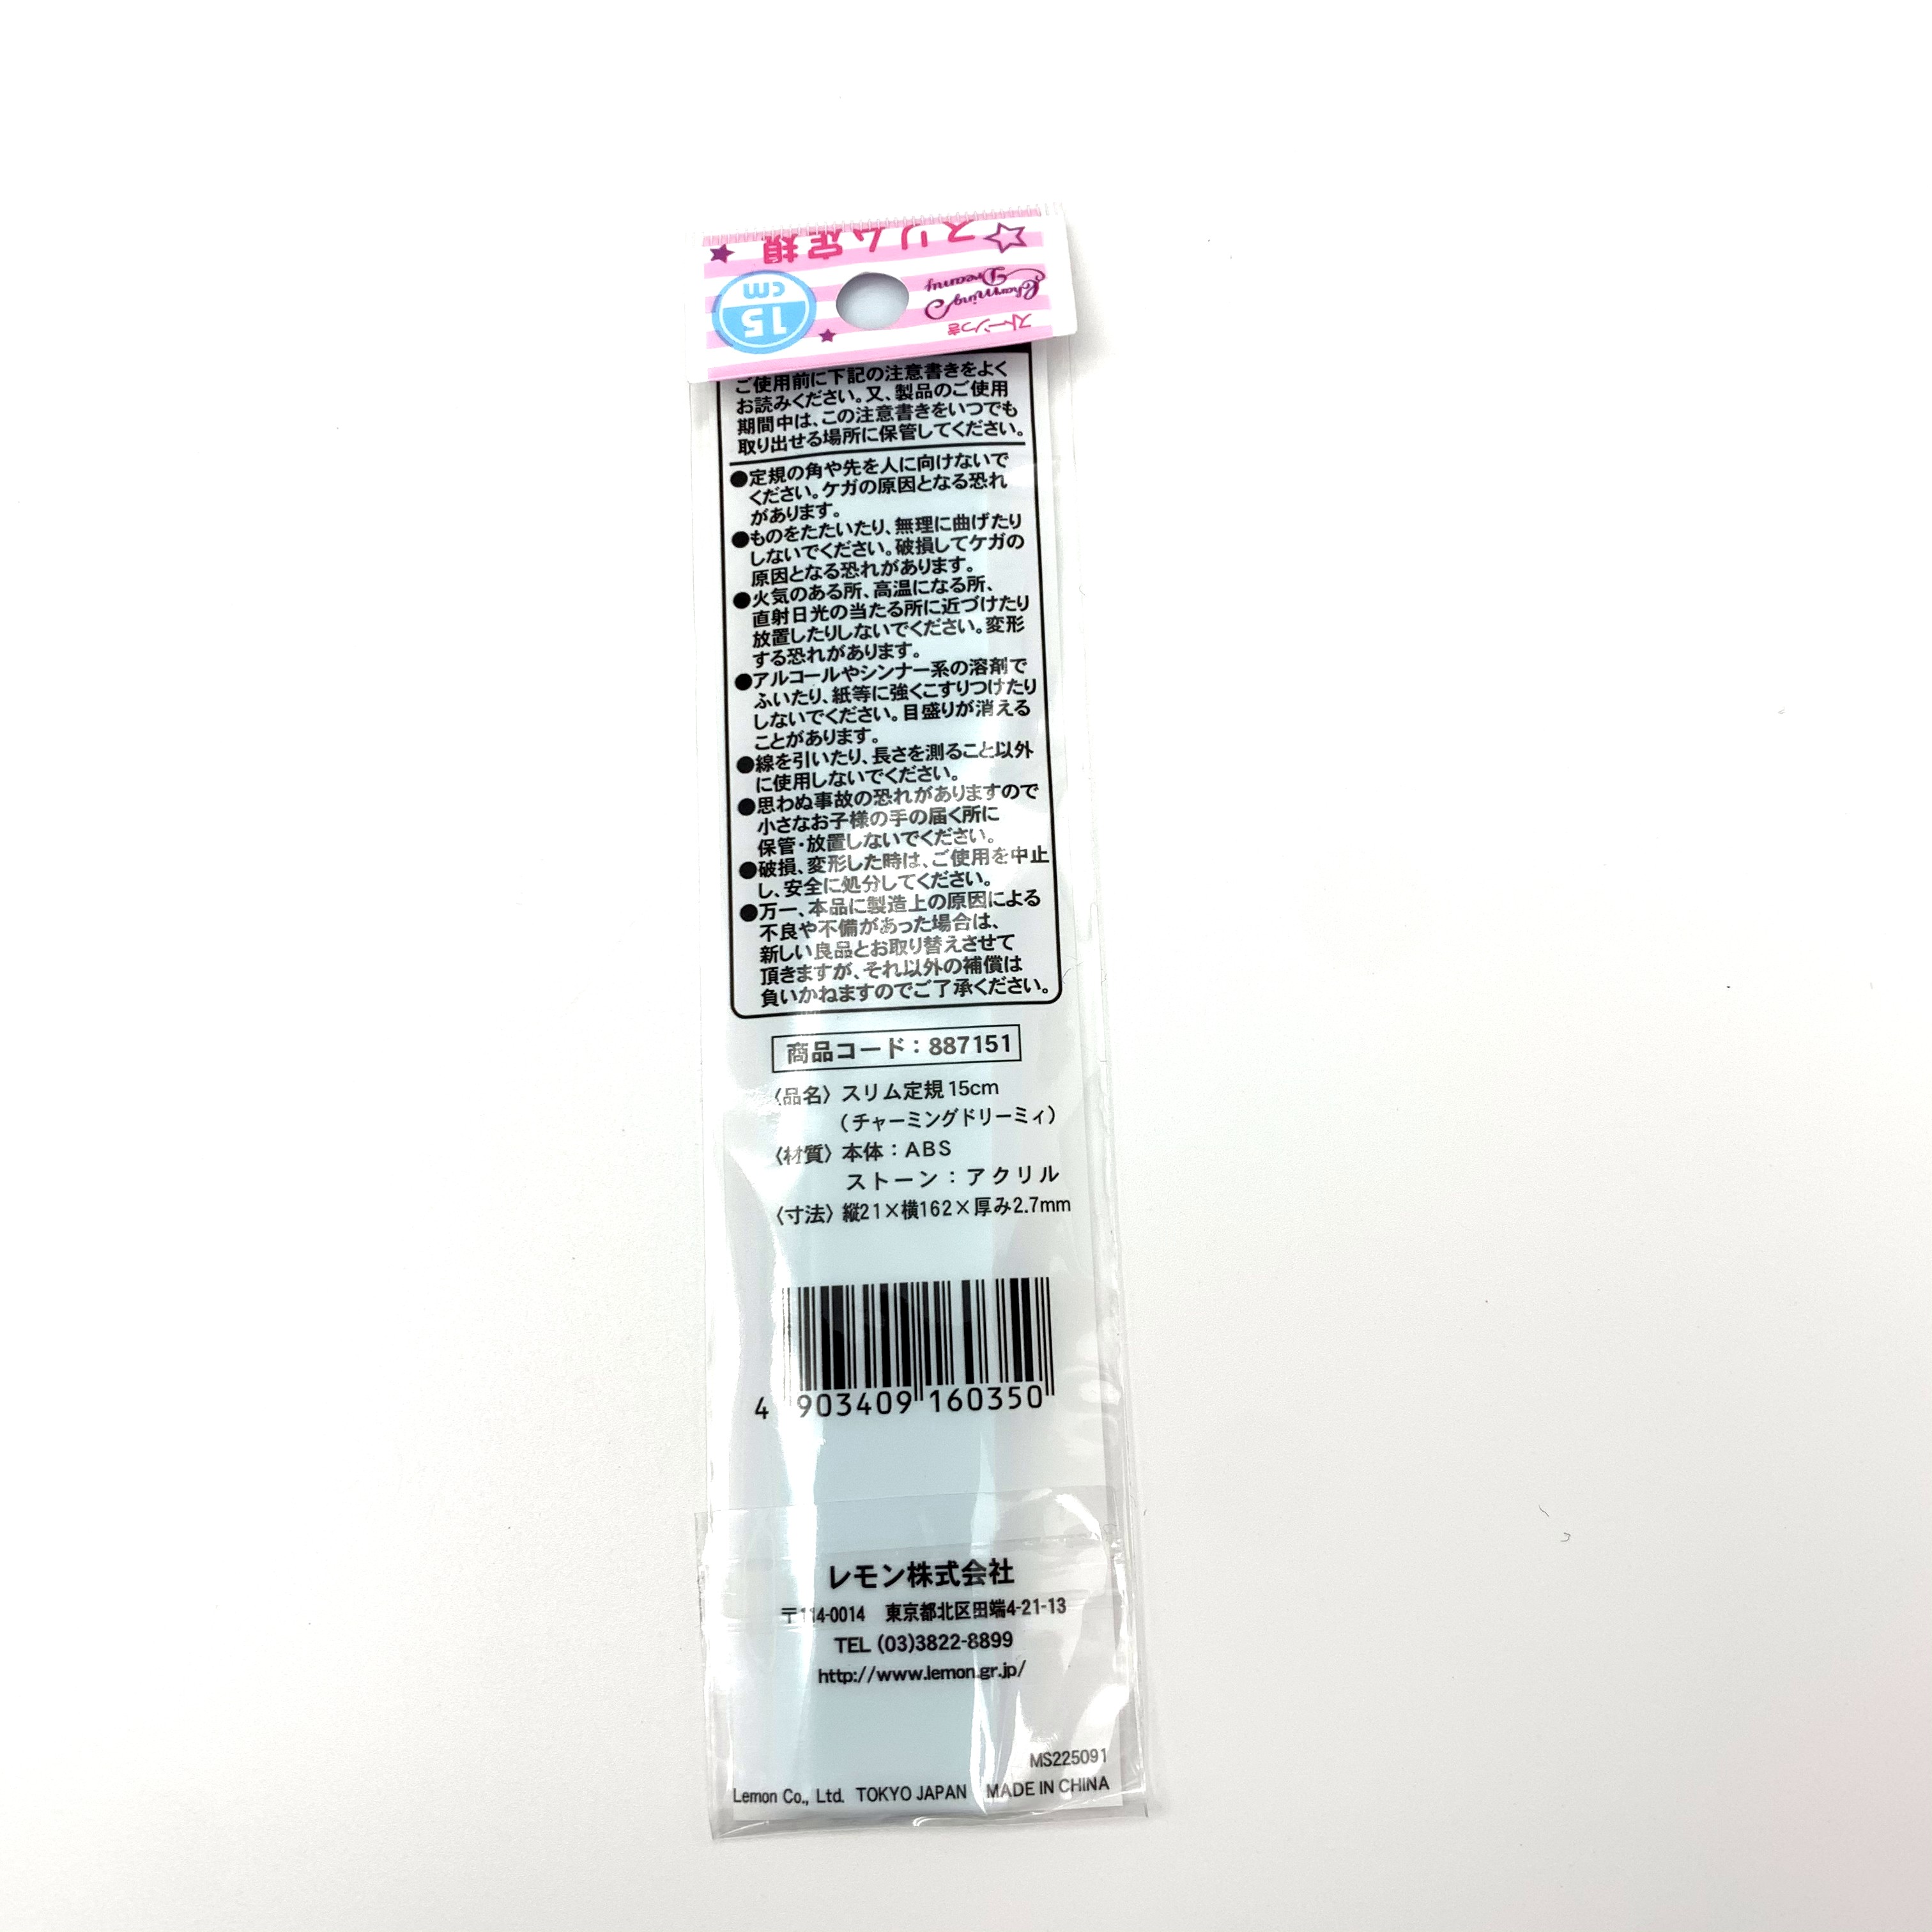 スリム定規
Charming Dreamy
15 cm
ストーンつき
ご使用前に下記の注意書きをよく
お読みください。又、製品のご使用
期間中は、この注意書きをいつでも
取り出せる場所に保管してください。
●定規の角や先を人に向けないで
ください。ケガの原因となる恐れ
があります。
●ものをたたいたり、無理に曲げたり
しないでください。破損してケガの
原因となる恐れがあります。
●火気のある所、高温になる所、
直射日光の当たる所に近づけたり
放置したりしないでください。変形
する恐れがあります。
●アルコールやシンナー系の溶剤で
ふいたり、紙等に強くこすりつけたり
しないでください。目盛りが消える
ことがあります。
●線を引いたり、長さを測ること以外
に使用しないでください。
●思わぬ事故の恐れがありますので
小さなお子様の手の届く所に
保管・放置しないでください。
●破損、変形した時は、ご使用を中止
し、安全に処分してください。
●万一、本品に製造上の原因による
不良や不備があった場合は、
新しい良品とお取り替えさせて
頂きますが、それ以外の補償は
負いかねますのでご了承ください。
商品コード：887151
〈品名〉スリム定規 15cm
（チャーミングドリーミィ）
〈材質〉本体：ABS
ストーン：アクリル
〈寸法〉縦21×横162×厚み2.7mm
4 903409 160350
レモン株式会社
〒114-0014 東京都北区田端4-21-13
TEL (03)3822-8899
http://www.lemon.gr.jp/
MS225091
Lemon Co., Ltd. TOKYO JAPAN MADE IN CHINA